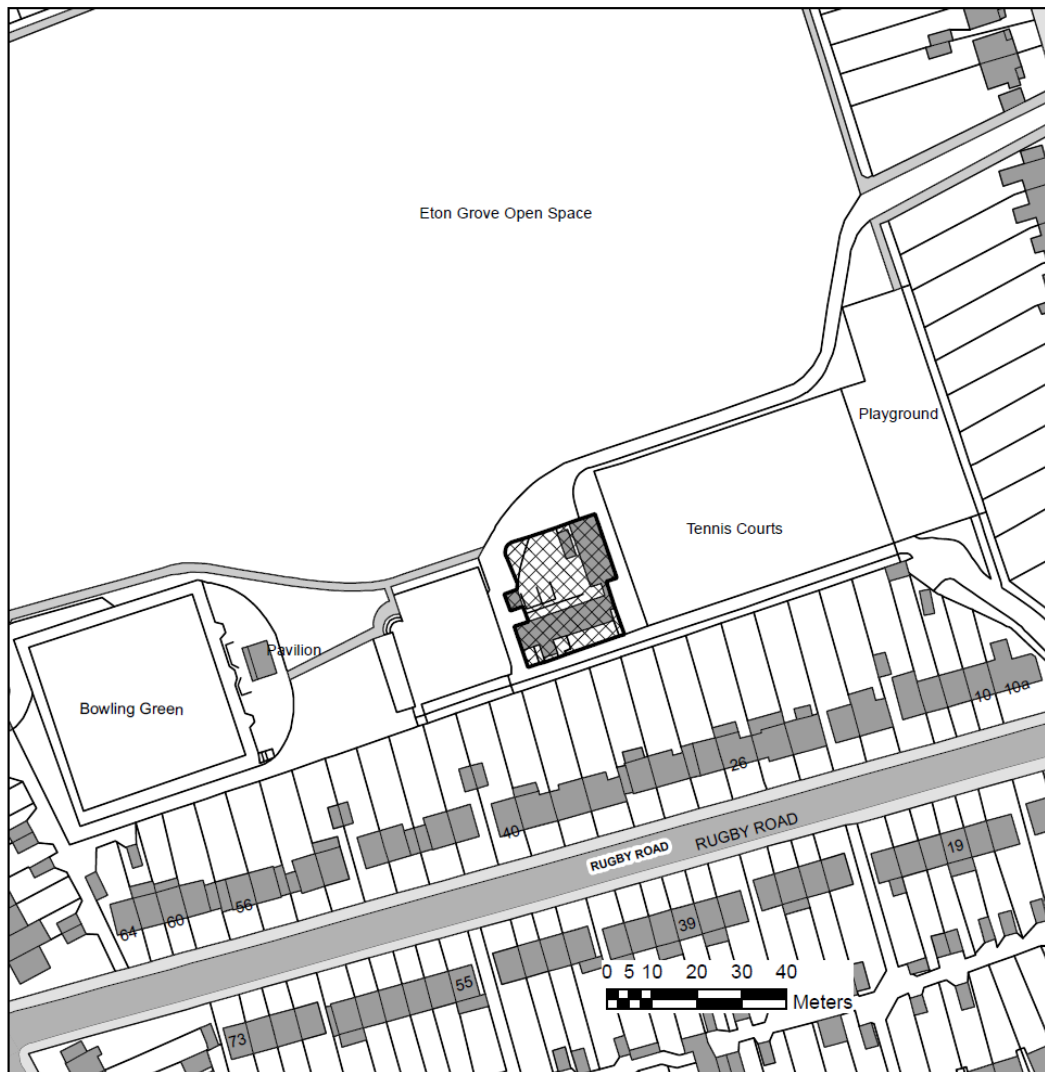 Eton Grove Open Space
Playground
Tennis Courts
Pavilion
Bowling Green
10 10a
26
40
RUGBY ROAD
RUGBY ROAD
19
56
60
64
39
55
73
0 5 10 20 30 40
Meters